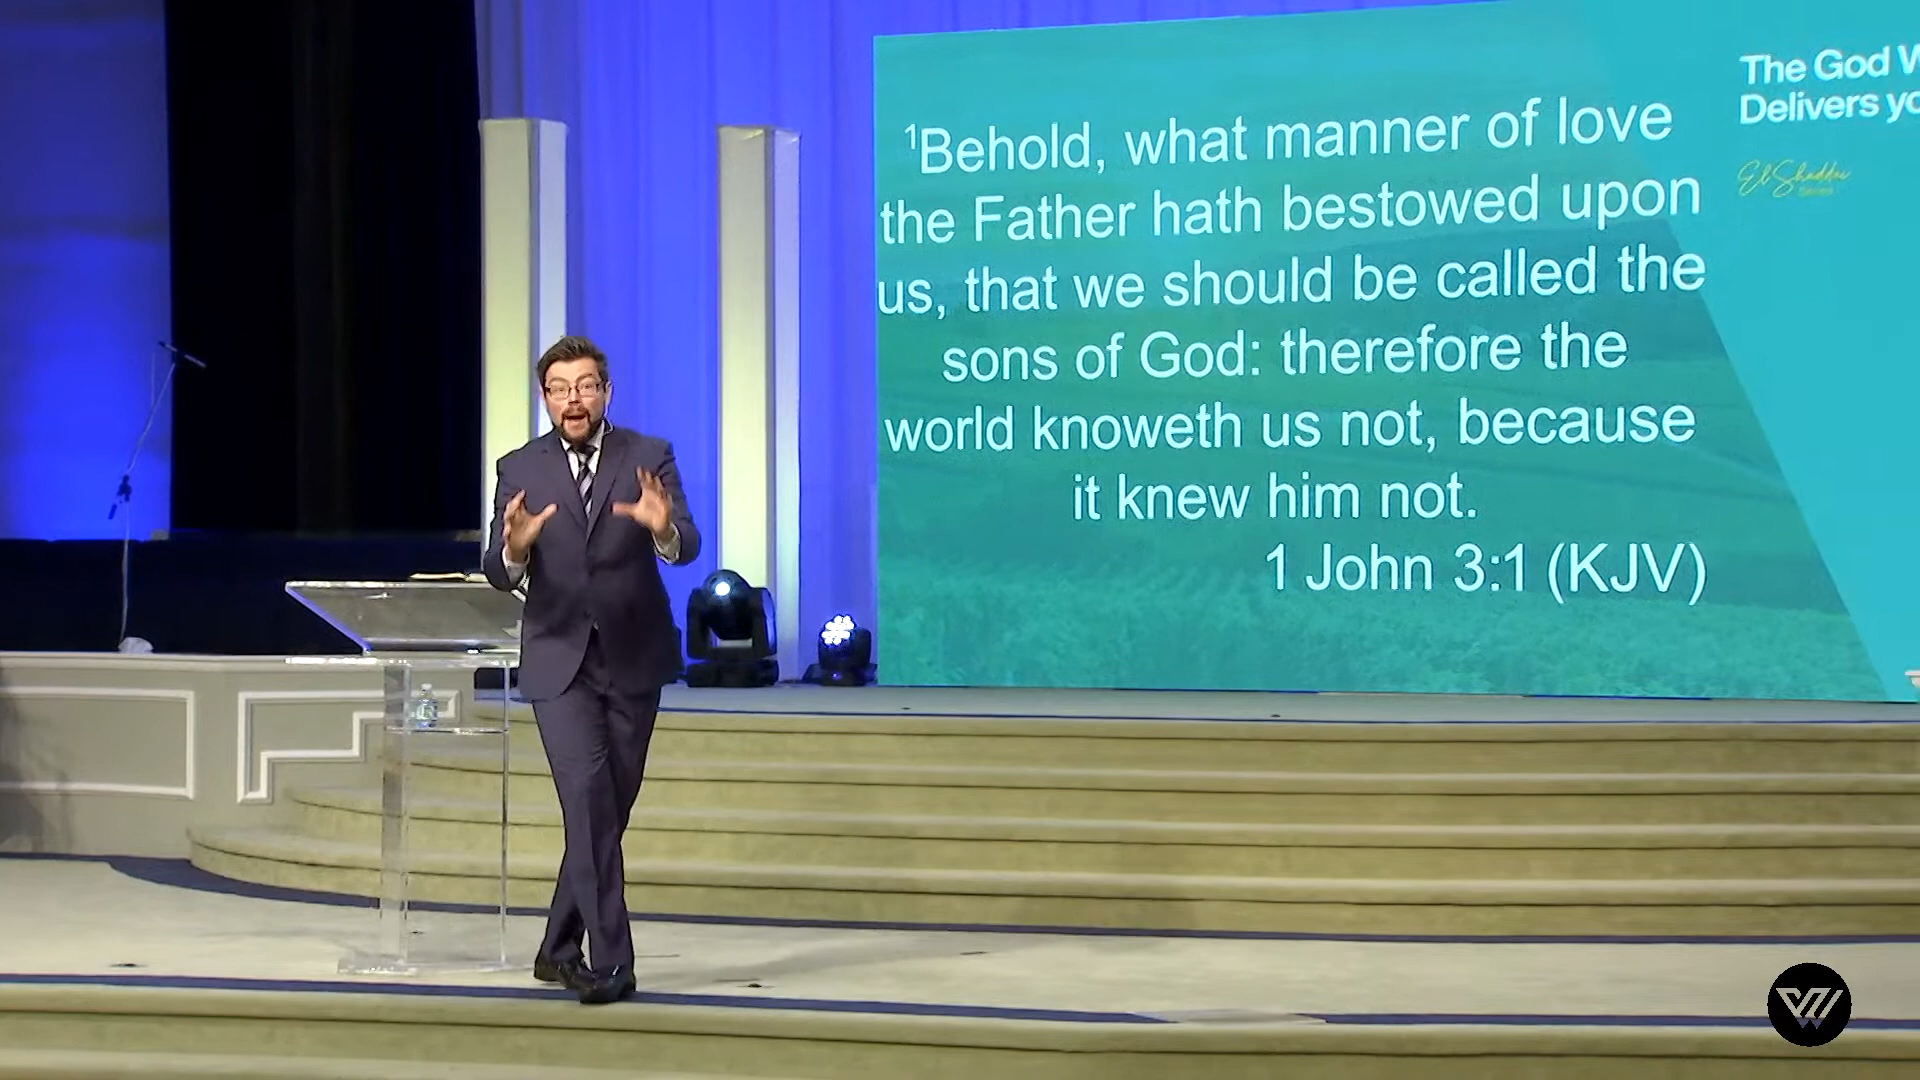 ¹Behold, what manner of love
the Father hath bestowed upon
us, that we should be called the
sons of God: therefore the
world knoweth us not, because
it knew him not.
1 John 3:1 (KJV)
The God W
Delivers yo
El Shaddai